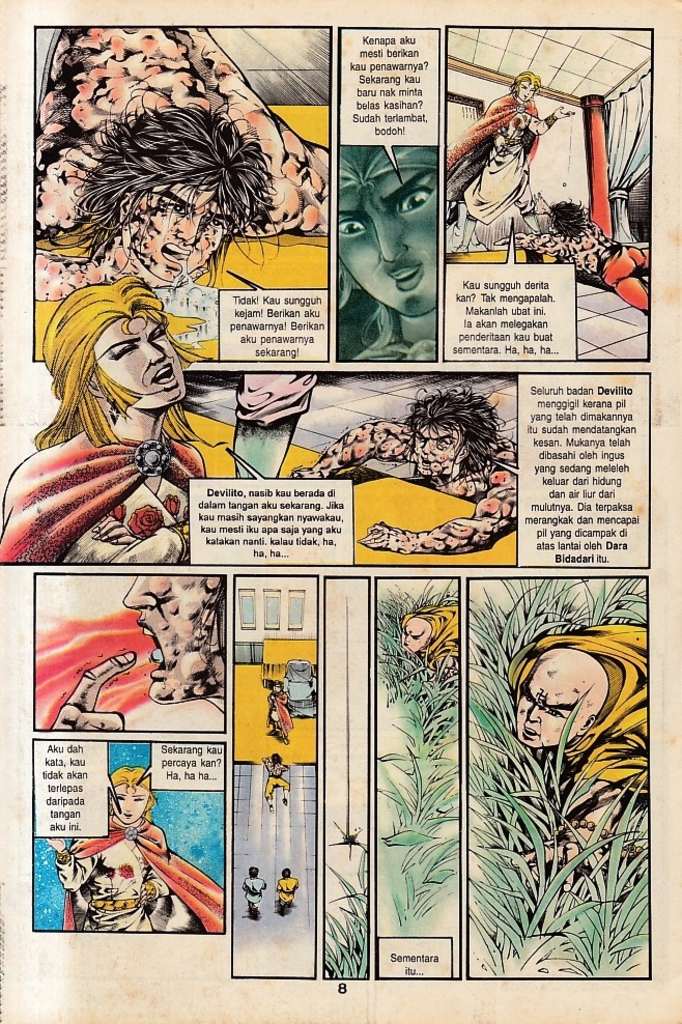 Tidak! Kau sungguh
kejam! Berikan aku
penawarnya! Berikan
aku penawarnya
sekarang!
Kenapa aku
mesti berikan
kau penawarnya?
Sekarang kau
baru nak minta
belas kasihan?
Sudah terlambat,
bodoh!
Kau sungguh derita
kan? Tak mengapalah.
Makanlah ubat ini.
Ia akan melegakan
penderitaan kau buat
sementara. Ha, ha, ha...
Devilito, nasib kau berada di
dalam tangan aku sekarang. Jika
kau masih sayangkan nyawakau,
kau mesti iku apa saja yang aku
katakan nanti. kalau tidak, ha,
ha, ha...
Seluruh badan Devilito
menggigil kerana pil
yang telah dimakannya
itu sudah mendatangkan
kesan. Mukanya telah
dibasahi oleh ingus
yang sedang meleleh
keluar dari hidung
dan air liur dari
mulutnya. Dia terpaksa
merangkak dan mencapai
pil yang dicampak di
atas lantai oleh Dara
Bidadari itu.
Aku dah
kata, kau
tidak akan
terlepas
daripada
tangan
aku ini.
Sekarang kau
percaya kan?
Ha, ha ha...
Sementara
itu...
8